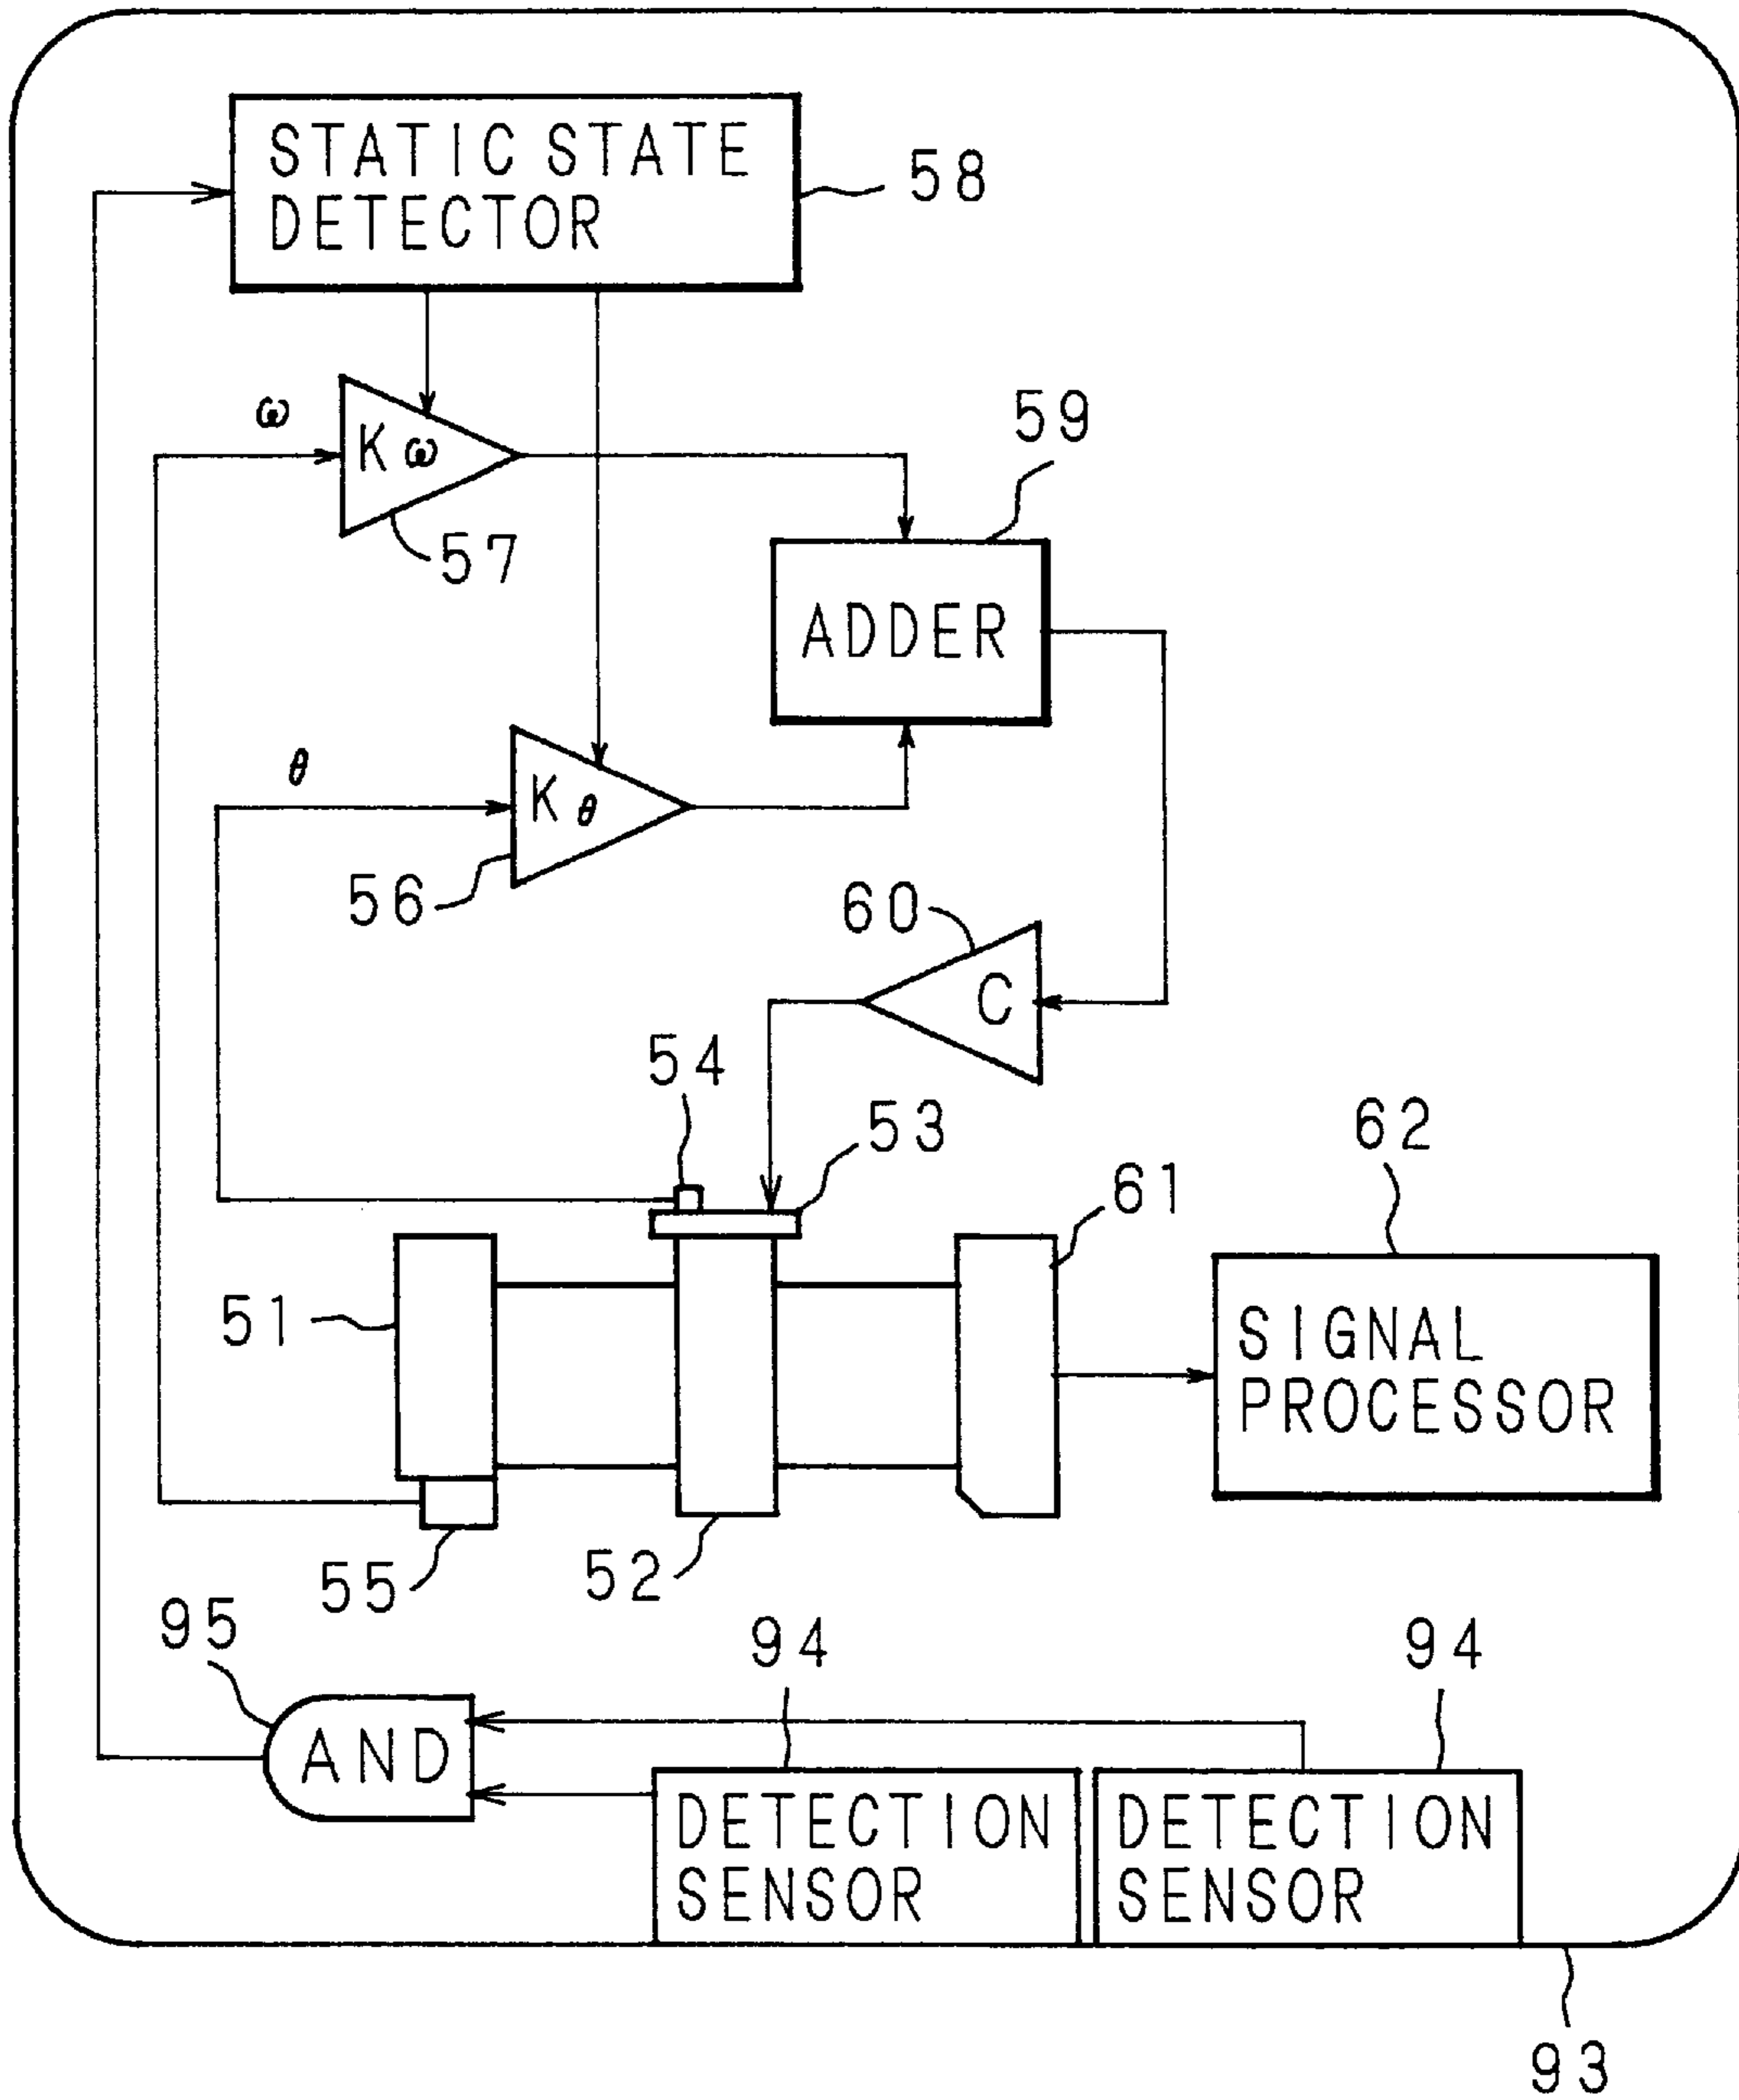 STATIC STATE
DETECTOR
58
ω
Kω
57
59
ADDER
θ
Kθ
56
60
C
54
53
61
62
51
SIGNAL
PROCESSOR
55
52
95
94
94
AND
DETECTION
SENSOR
DETECTION
SENSOR
93